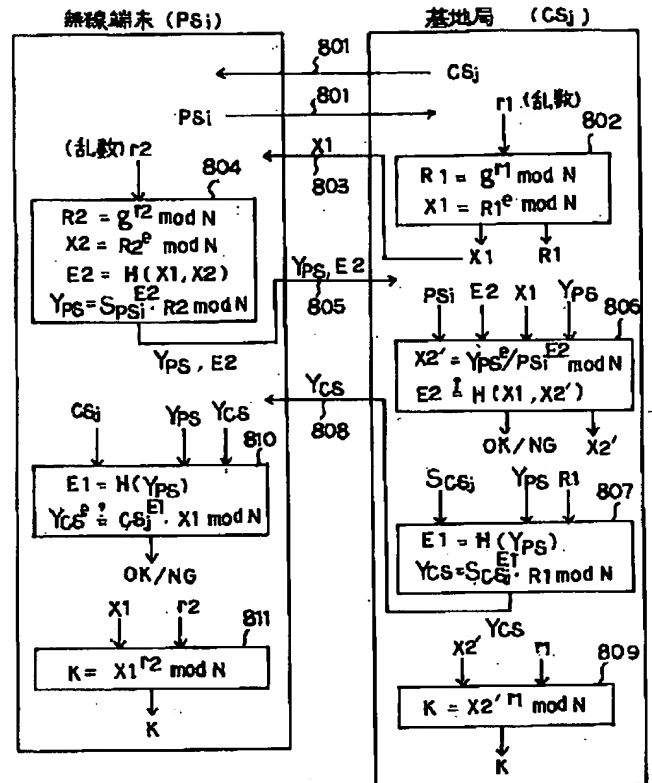 無線端末 (PSi)
基地局 (CSj)
801
CSj
801
PSi
r1 (乱数)
802
R1 = g^r1 mod N
X1 = R1^e mod N
X1 R1
X1
803
(乱数) r2
804
R2 = g^r2 mod N
X2 = R2^e mod N
E2 = H(X1, X2)
YPS = SPSi^E2 · R2 mod N
YPS, E2
YPS, E2
805
PSi E2 X1 YPS
806
X2' = YPS^e / PSi^E2 mod N
E2 ≟ H(X1, X2')
OK/NG X2'
SCSj YPS R1
807
E1 = H(YPS)
YCS = SCSj^E1 · R1 mod N
YCS
YCS
808
CSj YPS YCS
810
E1 = H(YPS)
YCS^e ≟ CSj^E1 · X1 mod N
OK/NG
X1 r2
811
K = X1^r2 mod N
K
X2' r1
809
K = X2'^r1 mod N
K